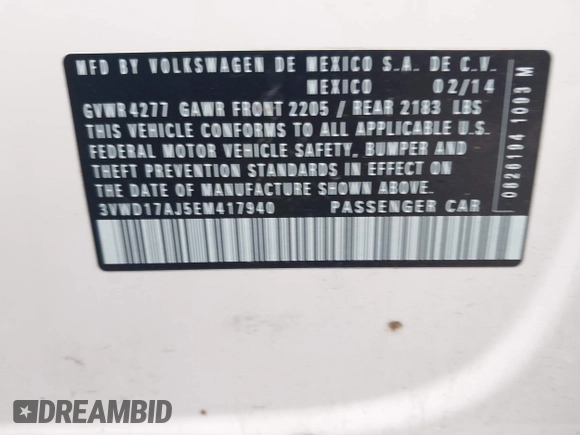 MFD BY VOLKSWAGEN DE MEXICO S.A. DE C.V.
MEXICO 02/14
GVWR 4277 GAWR FRONT 2205 / REAR 2183 LBS
THIS VEHICLE CONFORMS TO ALL APPLICABLE U.S.
FEDERAL MOTOR VEHICLE SAFETY, BUMPER AND
THEFT PREVENTION STANDARDS IN EFFECT ON
THE DATE OF MANUFACTURE SHOWN ABOVE.
3VWD17AJ5EM417940 PASSENGER CAR
0626194 1093 M
DREAMBID